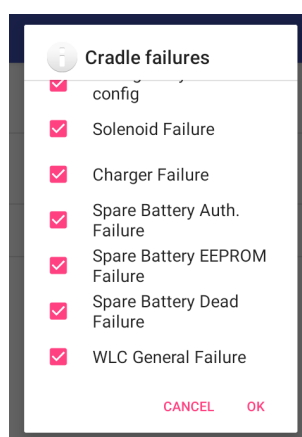 Cradle failures
config
Solenoid Failure
Charger Failure
Spare Battery Auth.
Failure
Spare Battery EEPROM
Failure
Spare Battery Dead
Failure
WLC General Failure
CANCEL OK